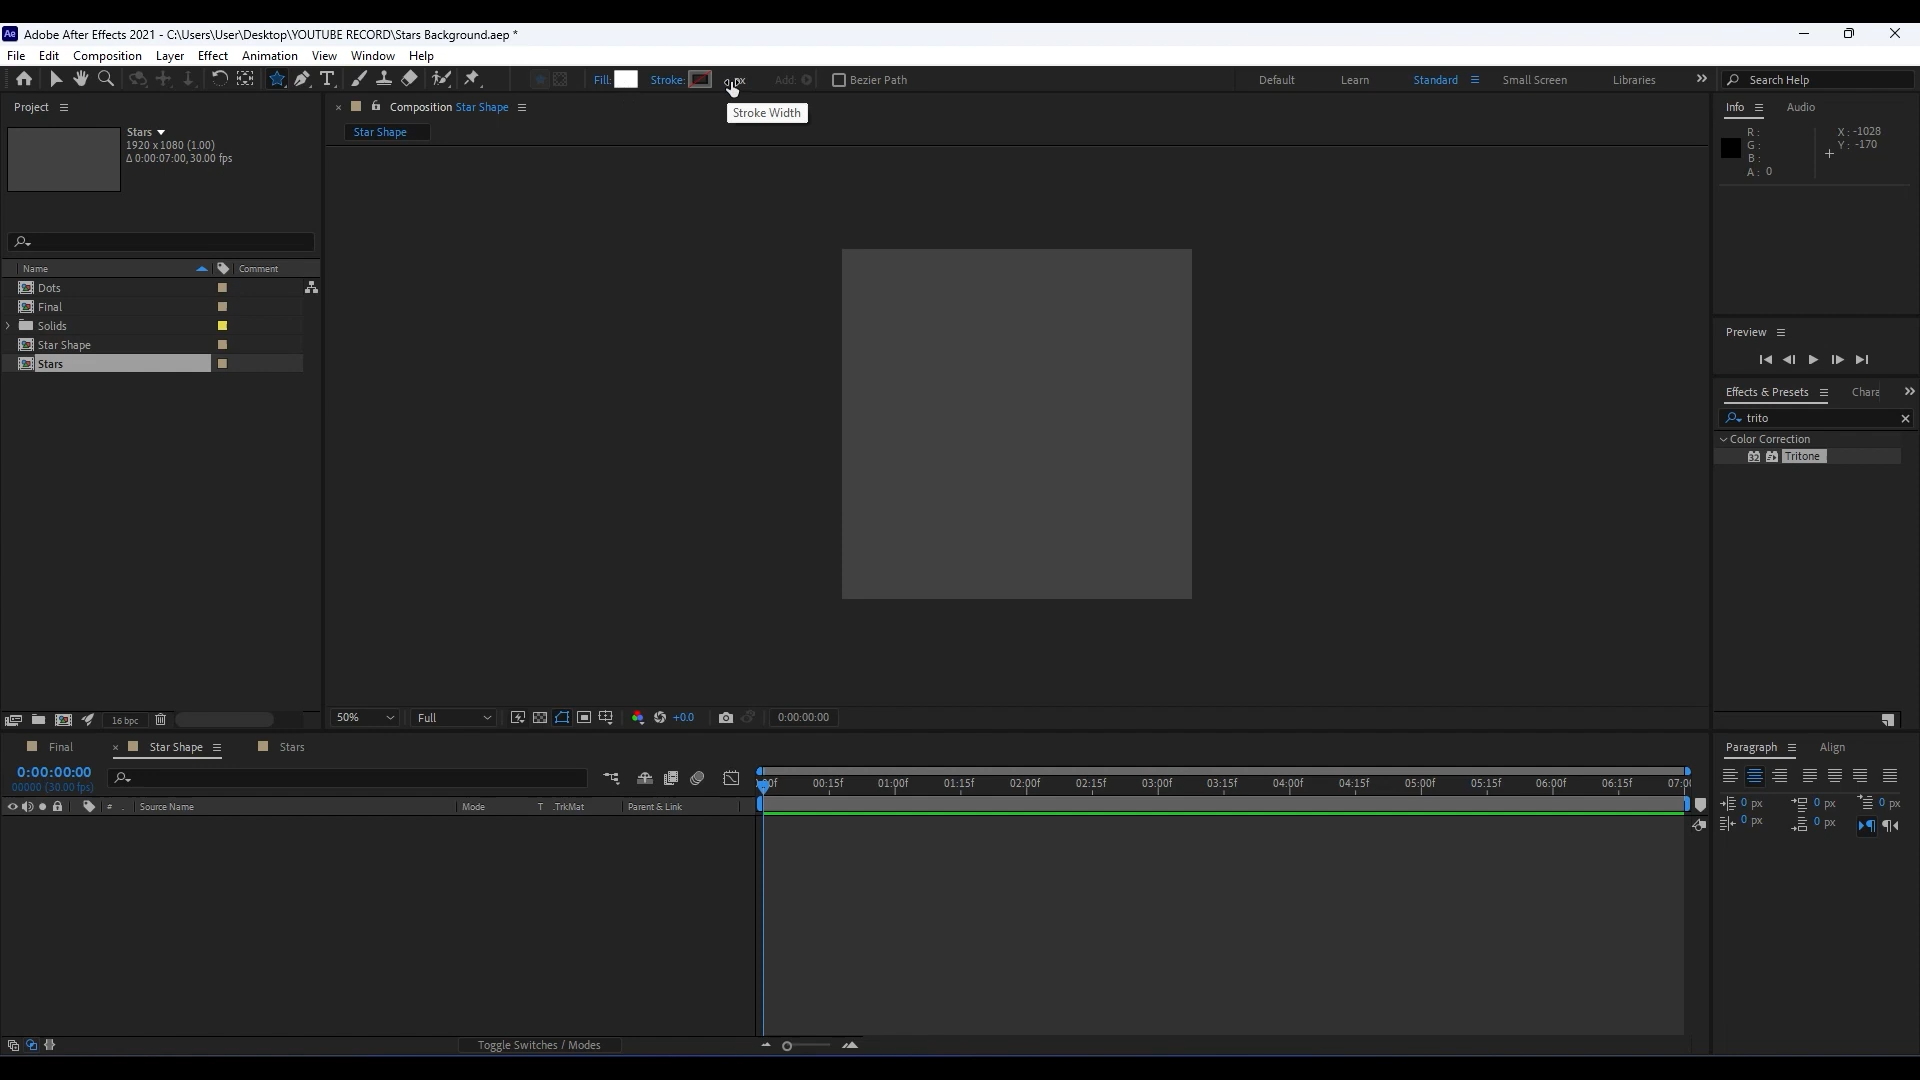 Ae Adobe After Effects 2021 - C:\Users\User\Desktop\YOUTUBE RECORD\Stars Background.aep *
File Edit Composition Layer Effect Animation View Window Help
Fill: Stroke: px Add: Bezier Path Default Learn Standard Small Screen Libraries Search Help
Project
Composition Star Shape
Info Audio
Stroke Width
Star Shape
Stars
1920 x 1080 (1.00)
Δ 0:00:07:00, 30.00 fps
R:
G:
B:
A: 0
X: -1028
Y: -170
Name Comment
Dots
Final
Solids
Star Shape
Stars
Preview
Effects & Presets Chara
trito
Color Correction
32 Tritone
16 bpc
50% Full +0.0 0:00:00:00
Final Star Shape Stars
Paragraph Align
0:00:00:00
00000 (30.00 fps)
00:15f 01:00f 01:15f 02:00f 02:15f 03:00f 03:15f 04:00f 04:15f 05:00f 05:15f 06:00f 06:15f 07:00
# Source Name Mode T .TrkMat Parent & Link
0 px 0 px 0 px
0 px 0 px
Toggle Switches / Modes